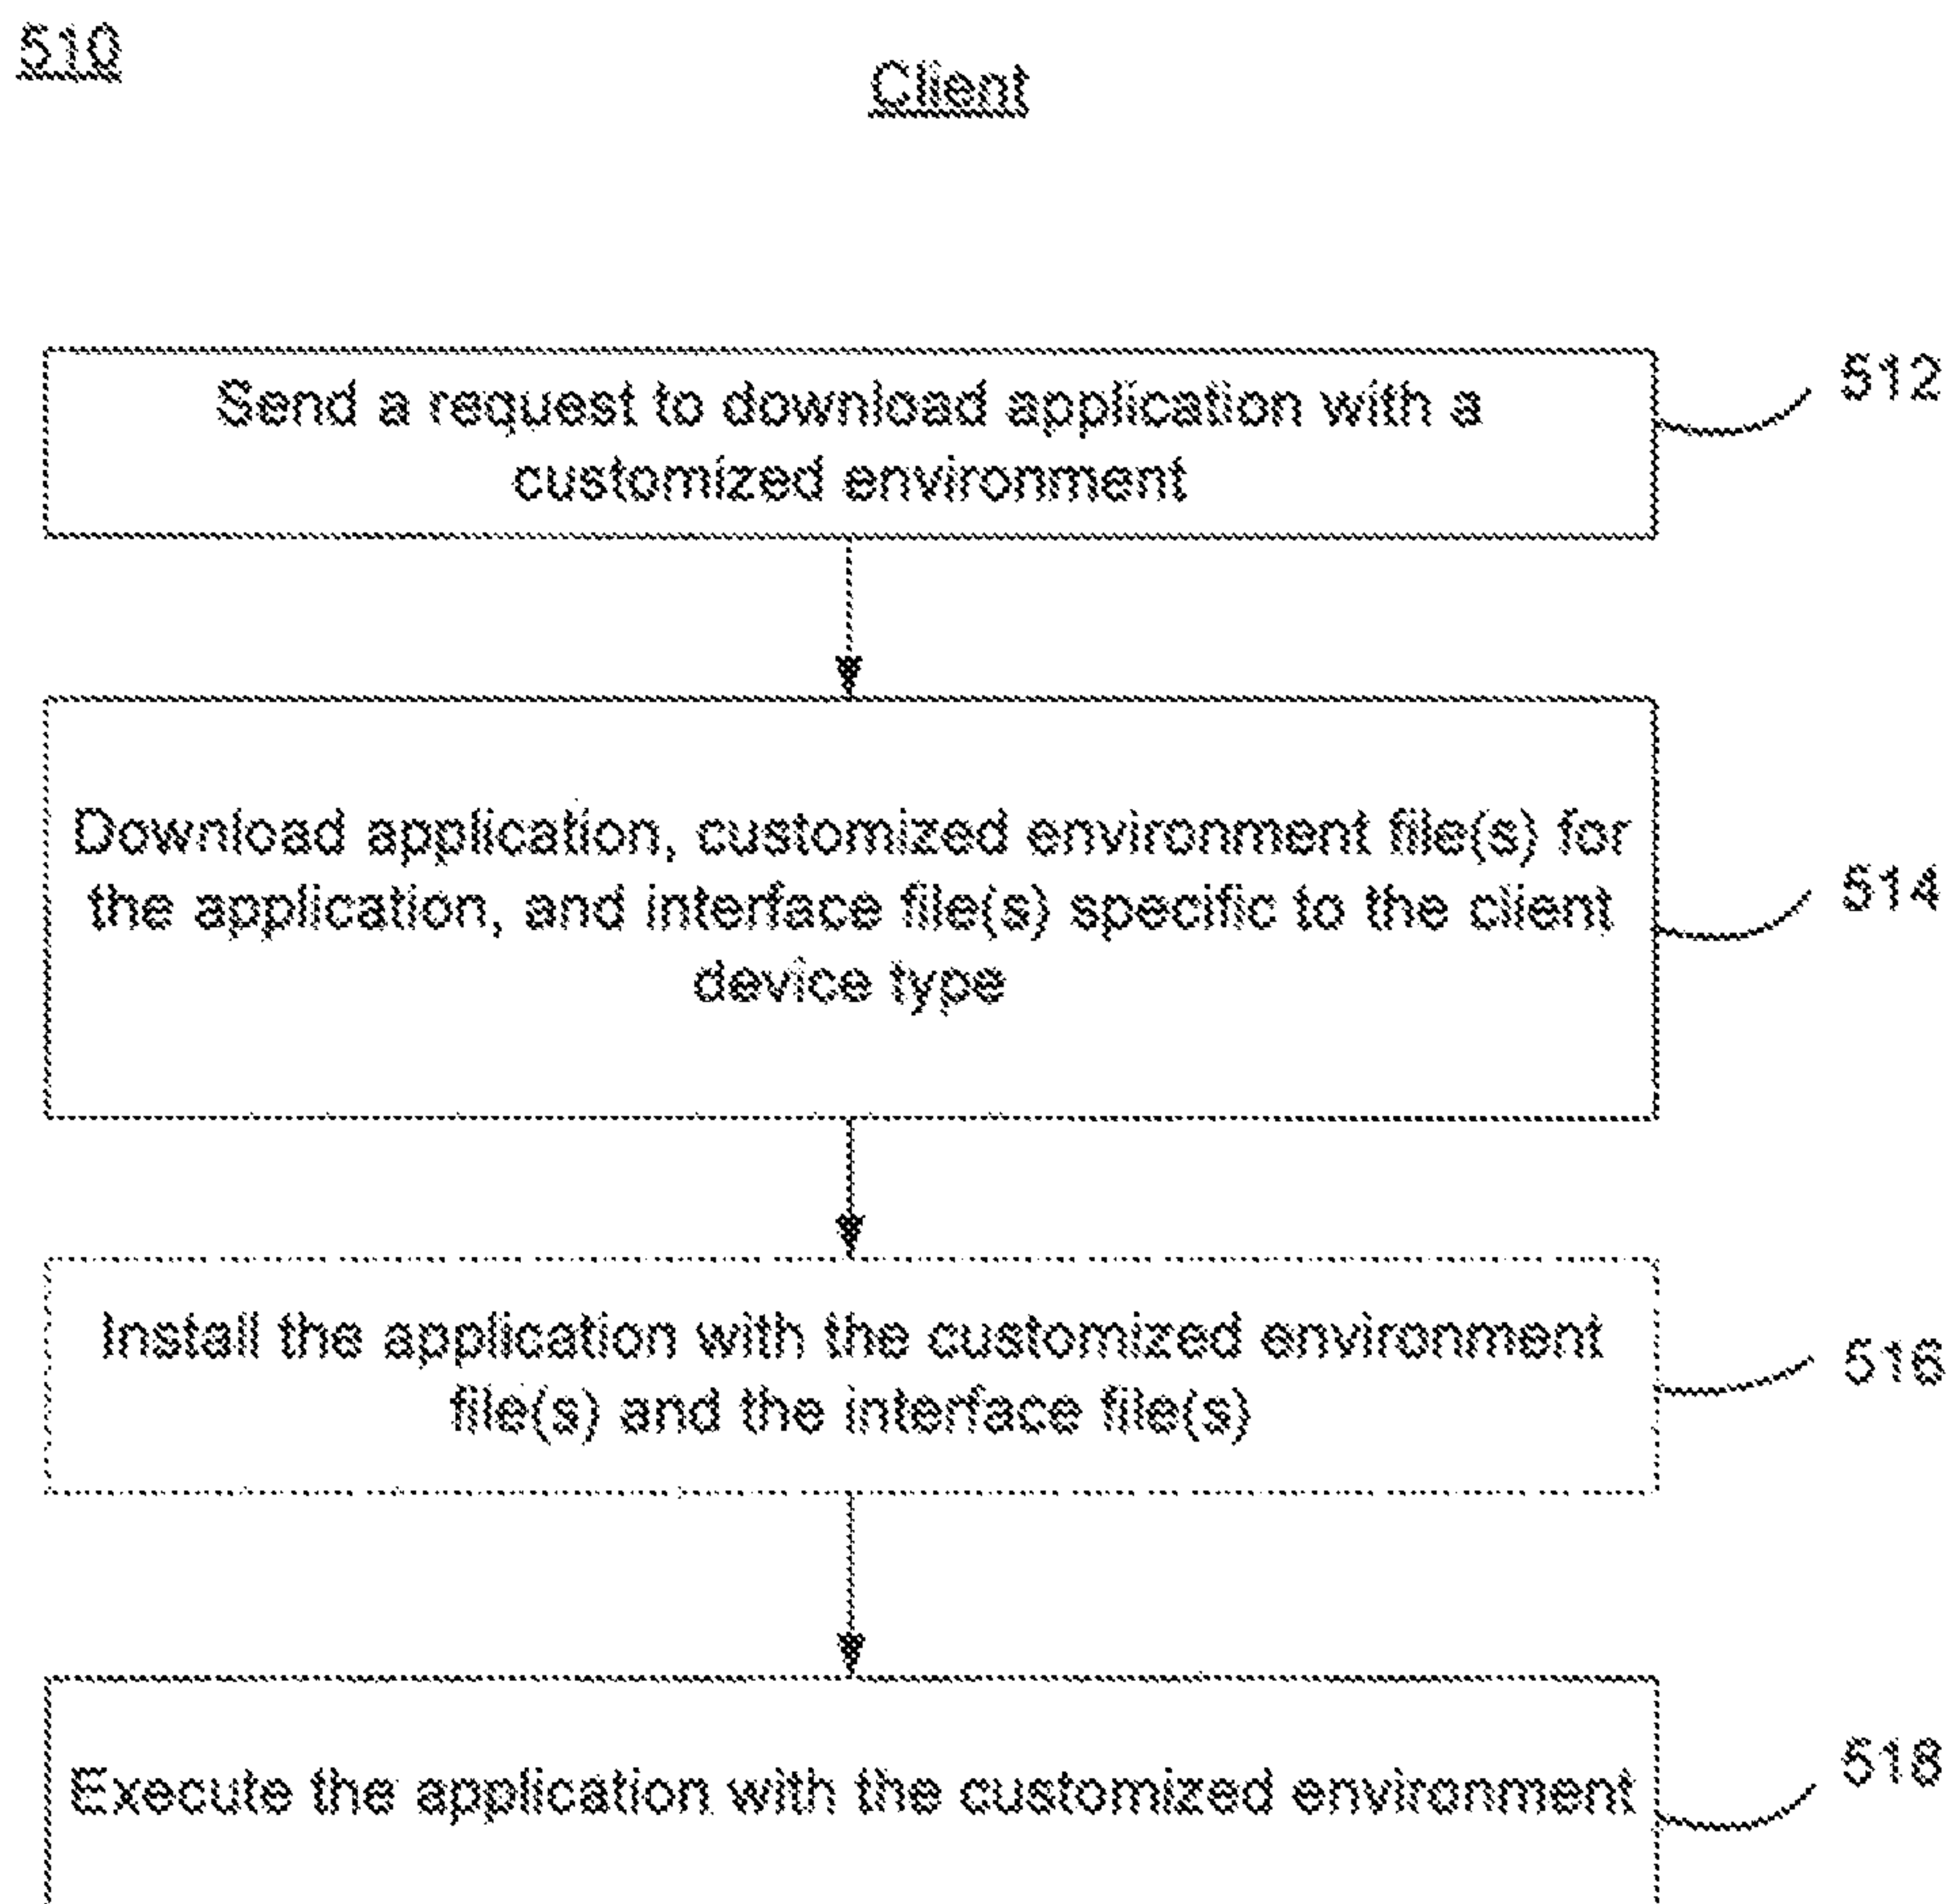 510
Client
Send a request to download application with a
customized environment
512
Download application, customized environment file(s) for
the application, and interface file(s) specific to the client
device type
514
Install the application with the customized environment
file(s) and the interface file(s)
516
Execute the application with the customized environment
518